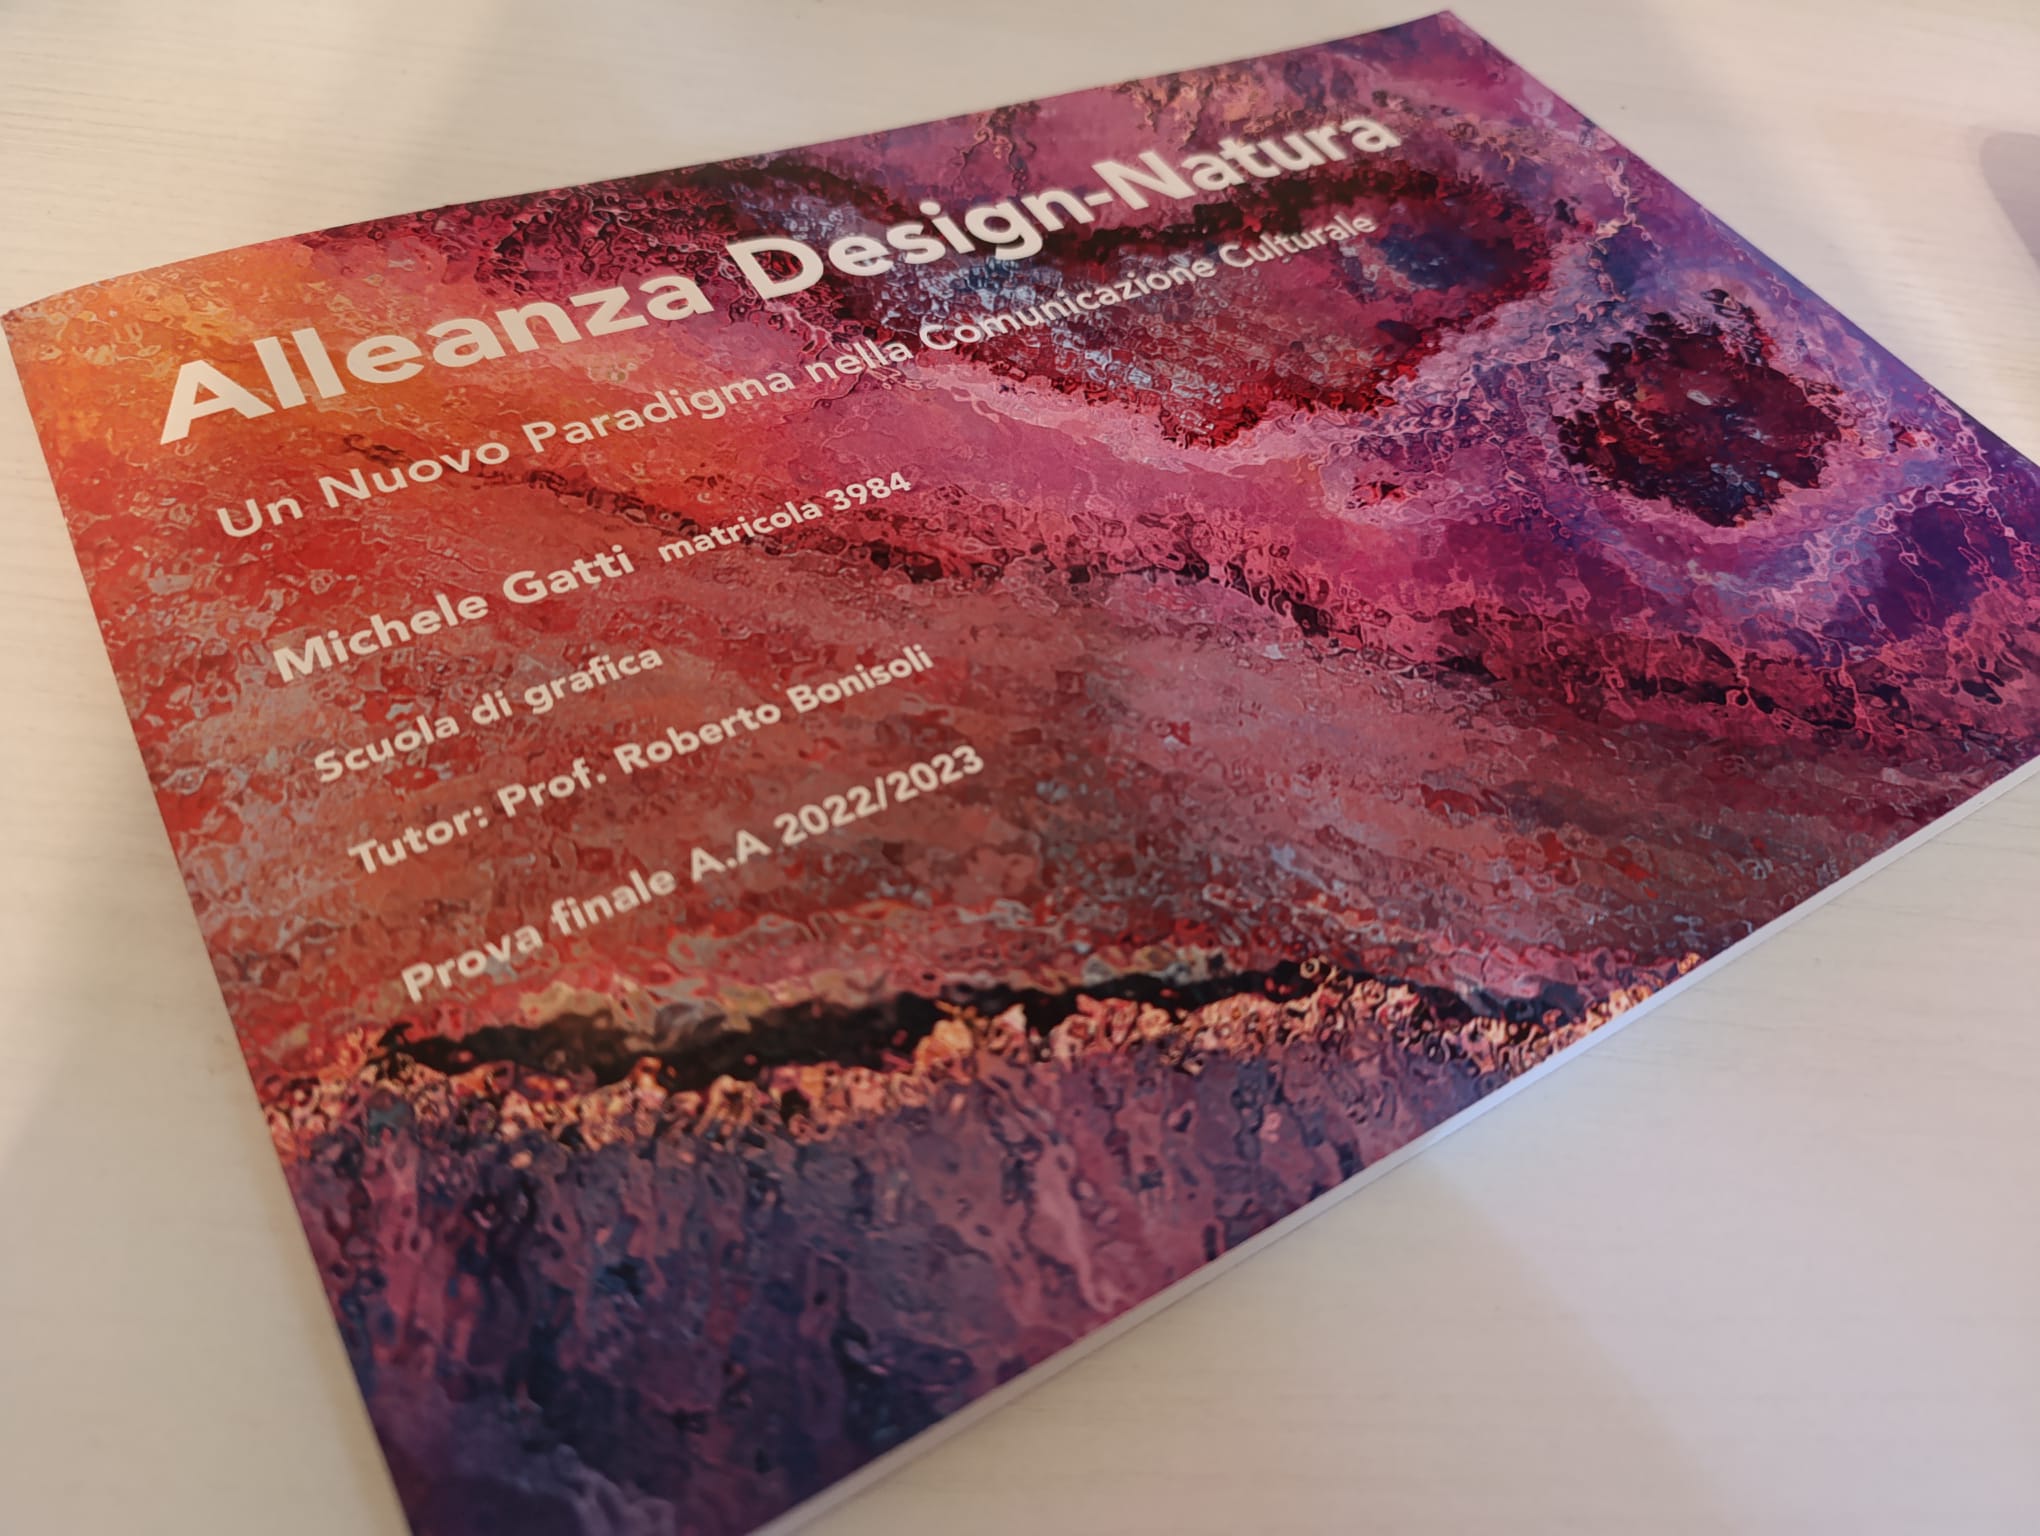 Alleanza Design-Natura
Un Nuovo Paradigma nella Comunicazione Culturale
Michele Gatti matricola 3984
Scuola di grafica
Tutor: Prof. Roberto Bonisoli
Prova finale A.A 2022/2023